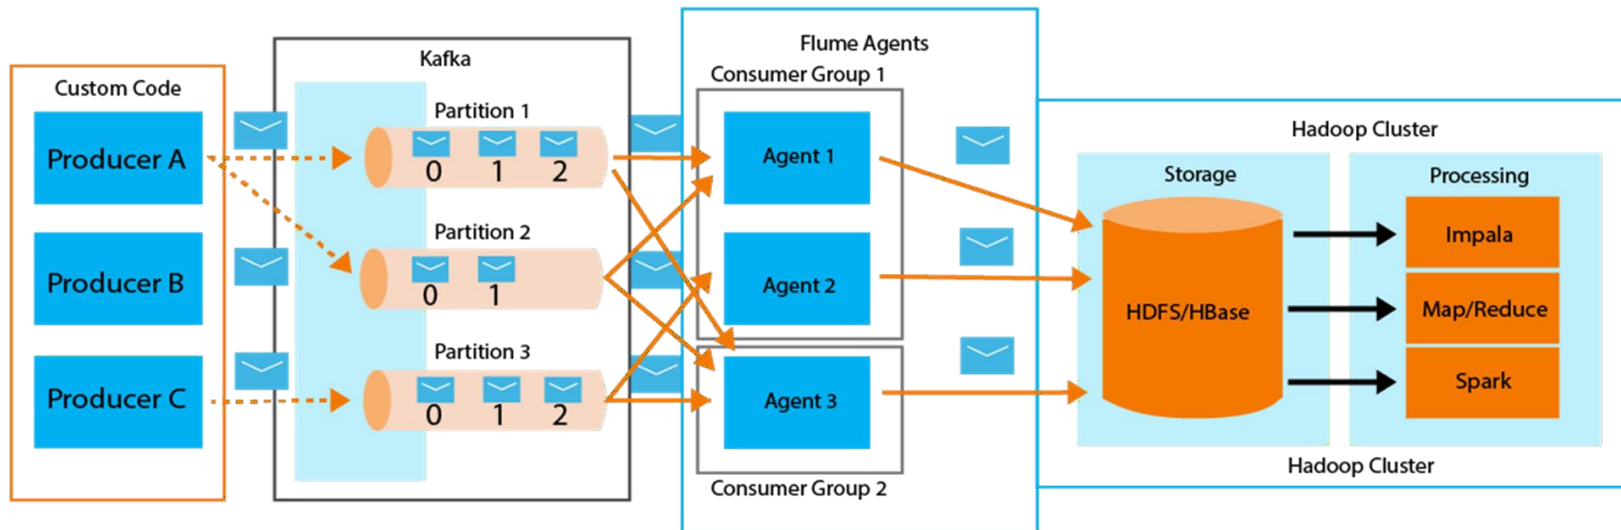 Custom Code
Producer A
Producer B
Producer C
Kafka
Partition 1
0 1 2
Partition 2
0 1
Partition 3
0 1 2
Flume Agents
Consumer Group 1
Agent 1
Agent 2
Agent 3
Consumer Group 2
Hadoop Cluster
Storage
HDFS/HBase
Processing
Impala
Map/Reduce
Spark
Hadoop Cluster